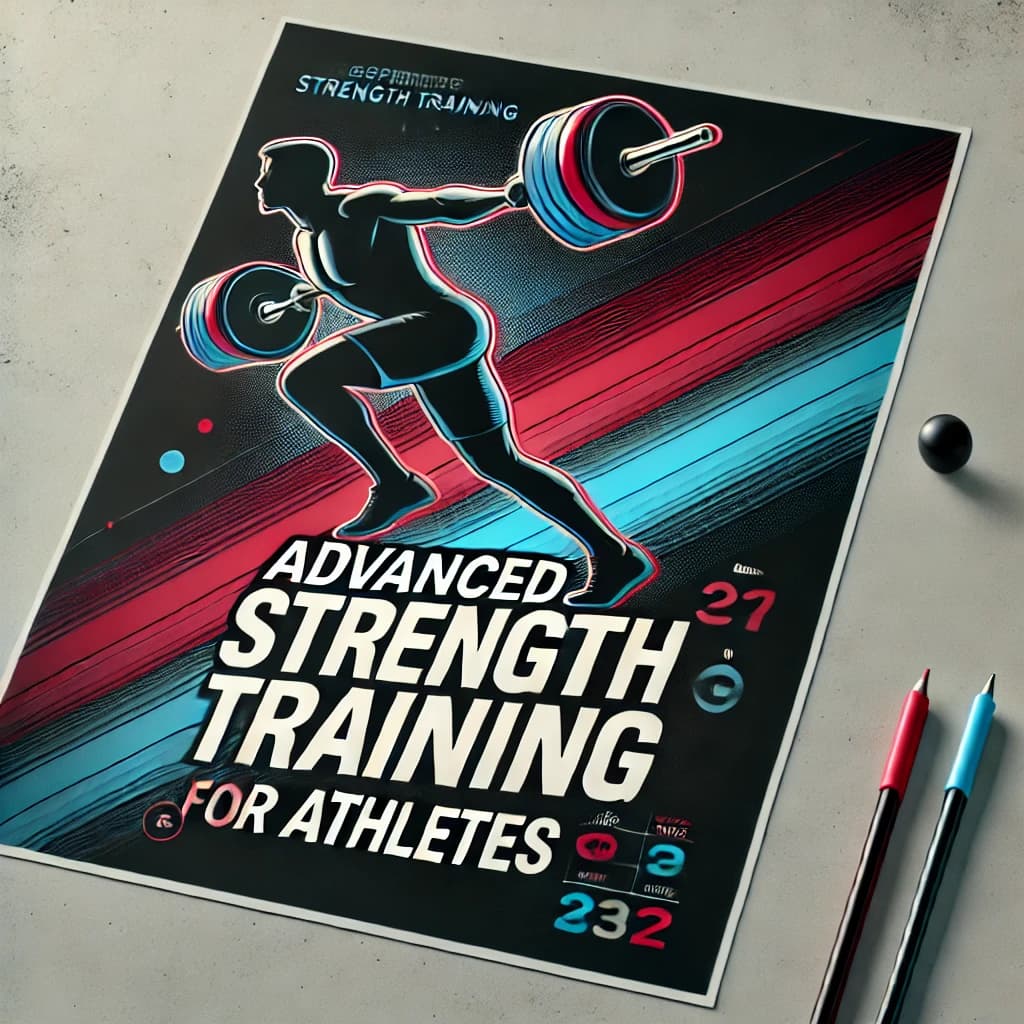 STRENGTH TRAINING
ADVANCED
STRENGTH
TRAINING
FOR ATHLETES
27
232